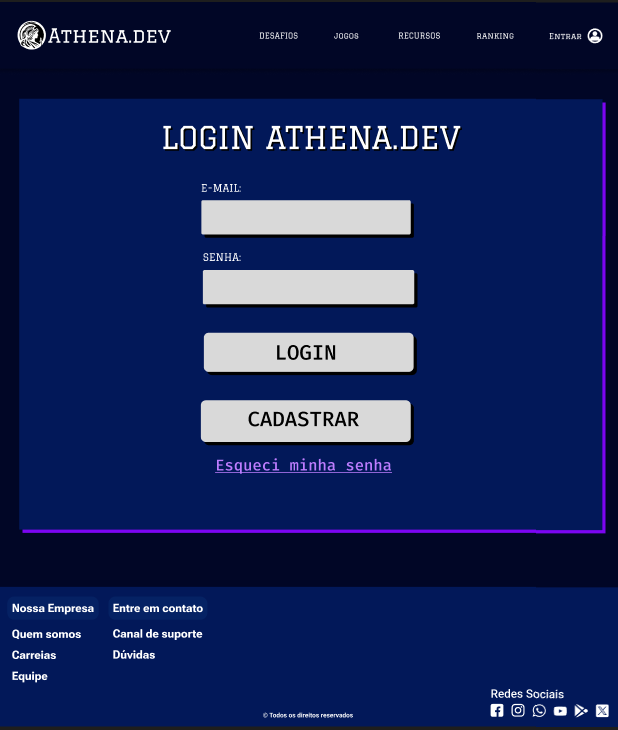 ATHENA.DEV
DESAFIOS JOGOS RECURSOS RANKING ENTRAR
LOGIN ATHENA.DEV
E-MAIL:
SENHA:
LOGIN
CADASTRAR
Esqueci minha senha
Nossa Empresa
Quem somos
Carreias
Equipe
Entre em contato
Canal de suporte
Dúvidas
Redes Sociais
© Todos os direitos reservados